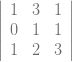 | 1 3 1 |
| 0 1 1 |
| 1 2 3 |